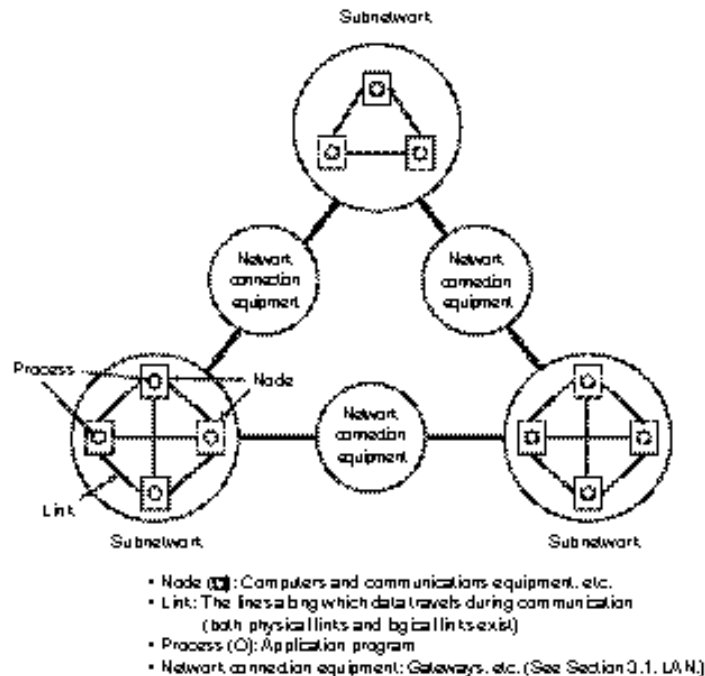 Subnetwork
Network
connection
equipment
Network
connection
equipment
Process
Node
Network
connection
equipment
Link
Subnetwork
Subnetwork
• Node (): Computers and communications equipment. etc.
• Link: The lines along which data travels during communication
(both physical links and logical links exist)
• Process (O): Application program
• Network connection equipment: Gateways. etc. (See Section 3.1. LAN.)